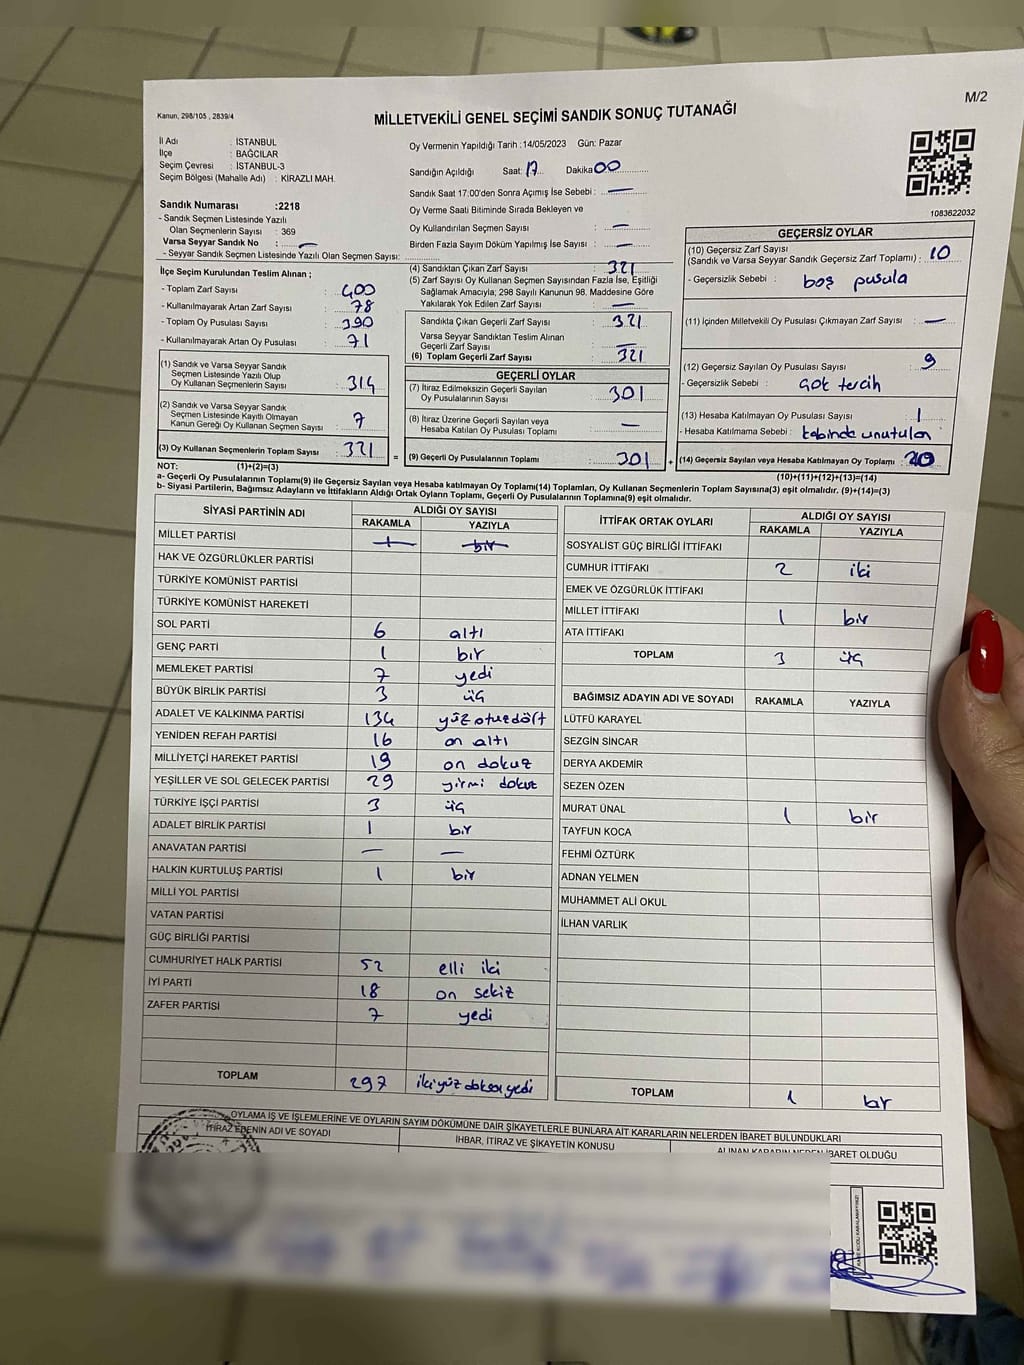 M/2
Kanun, 298/105 , 2839/4
MİLLETVEKİLİ GENEL SEÇİMİ SANDIK SONUÇ TUTANAĞI
İl Adı : İSTANBUL
İlçe : BAĞCILAR
Seçim Çevresi : İSTANBUL-3
Seçim Bölgesi (Mahalle Adı) : KİRAZLI MAH.
Oy Vermenin Yapıldığı Tarih :14/05/2023 Gün: Pazar
Sandığın Açıldığı Saat: 17 Dakika 00
Sandık Saat 17:00'den Sonra Açımış İse Sebebi : —
Oy Verme Saati Bitiminde Sırada Bekleyen ve
Oy Kullandırılan Seçmen Sayısı : —
Birden Fazla Sayım Döküm Yapılmış İse Sayısı : —
1083622032
Sandık Numarası :2218
- Sandık Seçmen Listesinde Yazılı
Olan Seçmenlerin Sayısı : 369
Varsa Seyyar Sandık No : —
- Seyyar Sandık Seçmen Listesinde Yazılı Olan Seçmen Sayısı:
İlçe Seçim Kurulundan Teslim Alınan ;
- Toplam Zarf Sayısı : 400
- Kullanılmayarak Artan Zarf Sayısı : 78
- Toplam Oy Pusulası Sayısı : 390
- Kullanılmayarak Artan Oy Pusulası : 71
(1) Sandık ve Varsa Seyyar Sandık
Seçmen Listesinde Yazılı Olup
Oy Kullanan Seçmenlerin Sayısı : 314
(2) Sandık ve Varsa Seyyar Sandık
Seçmen Listesinde Kayıtlı Olmayan
Kanun Gereği Oy Kullanan Seçmen Sayısı : 7
(3) Oy Kullanan Seçmenlerin Toplam Sayısı : 321
(4) Sandıktan Çıkan Zarf Sayısı : 321
(5) Zarf Sayısı Oy Kullanan Seçmen Sayısından Fazla İse, Eşitliği
Sağlamak Amacıyla; 298 Sayılı Kanunun 98. Maddesine Göre
Yakılarak Yok Edilen Zarf Sayısı : —
Sandıkta Çıkan Geçerli Zarf Sayısı : 321
Varsa Seyyar Sandıktan Teslim Alınan
Geçerli Zarf Sayısı : —
(6) Toplam Geçerli Zarf Sayısı : 321
GEÇERLİ OYLAR
(7) İtiraz Edilmeksizin Geçerli Sayılan
Oy Pusulasının Sayısı : 301
(8) İtiraz Üzerine Geçerli Sayılan veya
Hesaba Katılan Oy Pusulası Toplamı : —
= (9) Geçerli Oy Pusulalarının Toplamı : 301
GEÇERSİZ OYLAR
(10) Geçersiz Zarf Sayısı
(Sandık ve Varsa Seyyar Sandık Geçersiz Zarf Toplamı) : 10
- Geçersizlik Sebebi : boş pusula
(11) İçinden Milletvekili Oy Pusulası Çıkmayan Zarf Sayısı : —
(12) Geçersiz Sayılan Oy Pusulası Sayısı : 9
- Geçersizlik Sebebi : çok tercih
(13) Hesaba Katılmayan Oy Pusulası Sayısı : 1
- Hesaba Katılmama Sebebi : kabinde unutulan
+ (14) Geçersiz Sayılan veya Hesaba Katılmayan Oy Toplamı : 20
NOT: (1)+(2)=(3) (10)+(11)+(12)+(13)=(14)
a- Geçerli Oy Pusulalarının Toplamı(9) ile Geçersiz Sayılan veya Hesaba Katılmayan Oy Toplamı(14) Toplamları, Oy Kullanan Seçmenlerin Toplam Sayısına(3) eşit olmalıdır. (9)+(14)=(3)
b- Siyasi Partilerin, Bağımsız Adayların ve İttifakların Aldığı Ortak Oyların Toplamı, Geçerli Oy Pusulalarının Toplamına(9) eşit olmalıdır.
SİYASİ PARTİNİN ADI ALDIĞI OY SAYISI
RAKAMLA YAZIYLA
MİLLET PARTİSİ 1 bir
HAK VE ÖZGÜRLÜKLER PARTİSİ
TÜRKİYE KOMÜNİST PARTİSİ
TÜRKİYE KOMÜNİST HAREKETİ
SOL PARTİ 6 altı
GENÇ PARTİ 1 bir
MEMLEKET PARTİSİ 7 yedi
BÜYÜK BİRLİK PARTİSİ 3 üç
ADALET VE KALKINMA PARTİSİ 134 yüz otuz dört
YENİDEN REFAH PARTİSİ 16 on altı
MİLLİYETÇİ HAREKET PARTİSİ 19 on dokuz
YEŞİLLER VE SOL GELECEK PARTİSİ 29 yirmi dokuz
TÜRKİYE İŞÇİ PARTİSİ 3 üç
ADALET BİRLİK PARTİSİ 1 bir
ANAVATAN PARTİSİ — —
HALKIN KURTULUŞ PARTİSİ 1 bir
MİLLİ YOL PARTİSİ
VATAN PARTİSİ
GÜÇ BİRLİĞİ PARTİSİ
CUMHURİYET HALK PARTİSİ 52 elli iki
İYİ PARTİ 18 on sekiz
ZAFER PARTİSİ 7 yedi
TOPLAM 297 iki yüz doksan yedi
İTTİFAK ORTAK OYLARI ALDIĞI OY SAYISI
RAKAMLA YAZIYLA
SOSYALİST GÜÇ BİRLİĞİ İTTİFAKI
CUMHUR İTTİFAKI 2 iki
EMEK VE ÖZGÜRLÜK İTTİFAKI
MİLLET İTTİFAKI 1 bir
ATA İTTİFAKI
TOPLAM 3 üç
BAĞIMSIZ ADAYIN ADI VE SOYADI RAKAMLA YAZIYLA
LÜTFÜ KARAYEL
SEZGİN SİNCAR
DERYA AKDEMİR
SEZEN ÖZEN
MURAT ÜNAL 1 bir
TAYFUN KOCA
FEHMİ ÖZTÜRK
ADNAN YELMEN
MUHAMMET ALİ OKUL
İLHAN VARLIK
TOPLAM 1 bir
OYLAMA İŞ VE İŞLEMLERİNE VE OYLARIN SAYIM DÖKÜMÜNE DAİR ŞİKAYETLERLE BUNLARA AİT KARARLARIN NELERDEN İBARET BULUNDUKLARI
İTİRAZ EDENİN ADI VE SOYADI İHBAR, İTİRAZ VE ŞİKAYETİN KONUSU ALINAN KARARIN NEDEN İBARET OLDUĞU